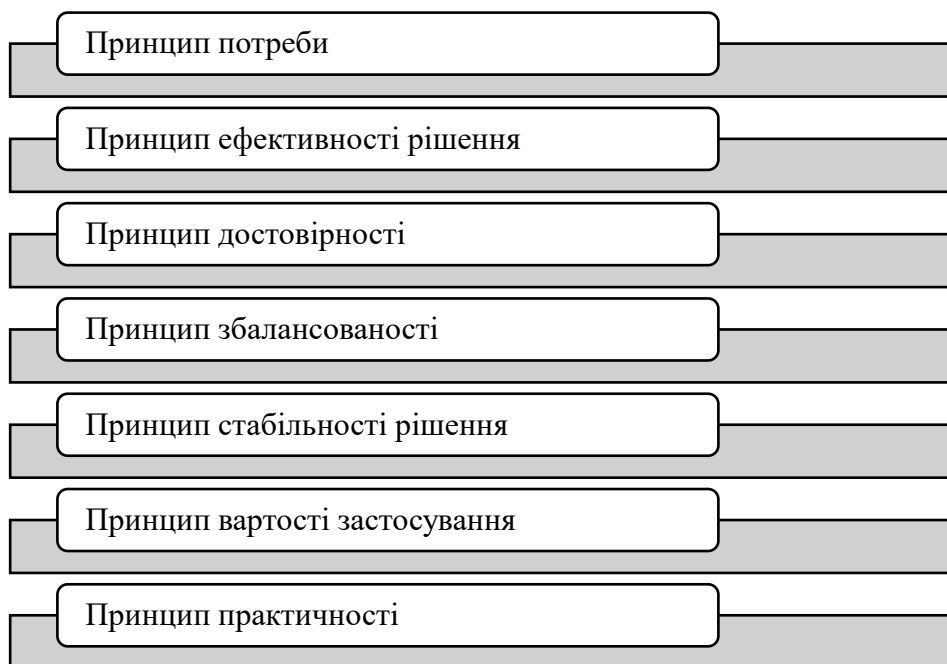 Принцип потреби
Принцип ефективності рішення
Принцип достовірності
Принцип збалансованості
Принцип стабільності рішення
Принцип вартості застосування
Принцип практичності